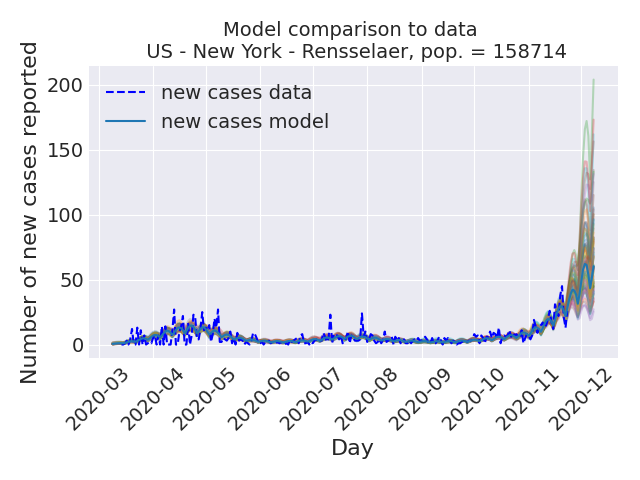 Model comparison to data
US - New York - Rensselaer, pop. = 158714
Number of new cases reported
200
150
100
50
0
new cases data
new cases model
2020-03
2020-04
2020-05
2020-06
2020-07
2020-08
2020-09
2020-10
2020-11
2020-12
Day